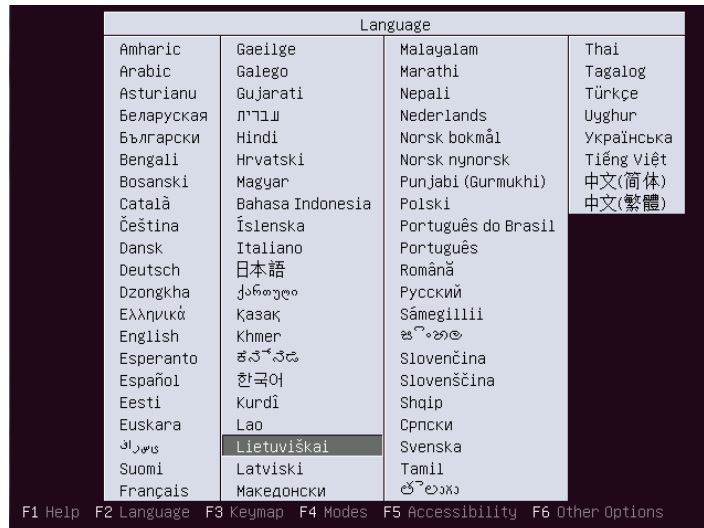 Language
Amharic
Arabic
Asturianu
Беларуская
Български
Bengali
Bosanski
Català
Čeština
Dansk
Deutsch
Dzongkha
Ελληνικά
English
Esperanto
Español
Eesti
Euskara
Suomi
Français
Gaeilge
Galego
Gujarati
עברית
Hindi
Hrvatski
Magyar
Bahasa Indonesia
Íslenska
Italiano
日本語
ქართული
Қазақ
Khmer
한국어
Kurdî
Lao
Lietuviškai
Latviski
Македонски
Malayalam
Marathi
Nepali
Nederlands
Norsk bokmål
Norsk nynorsk
Punjabi (Gurmukhi)
Polski
Português do Brasil
Português
Română
Русский
Sámegillii
Slovenčina
Slovenščina
Shqip
Српски
Svenska
Tamil
Thai
Tagalog
Türkçe
Uyghur
Українська
Tiếng Việt
中文(简体)
中文(繁體)
F1 Help F2 Language F3 Keymap F4 Modes F5 Accessibility F6 Other Options